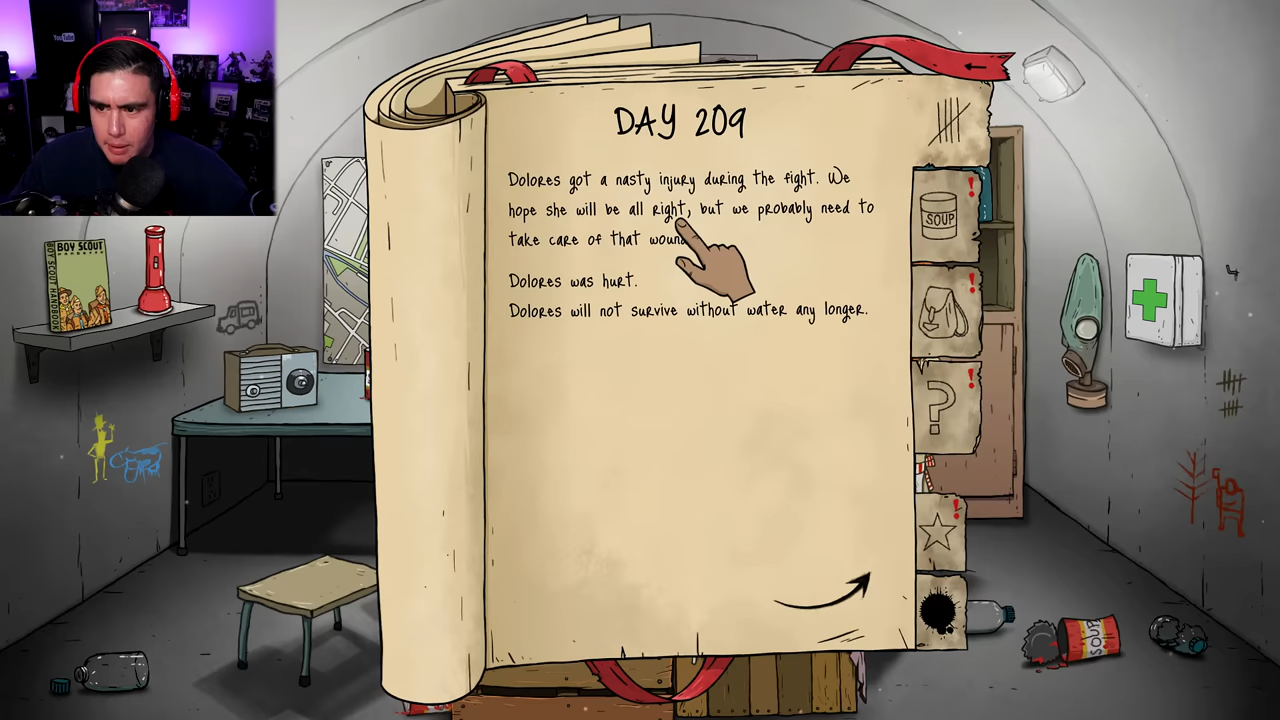 YouTube
DAY 209
Dolores got a nasty injury during the fight. We
hope she will be all right, but we probably need to
take care of that
Dolores was hurt.
Dolores will not survive without water any longer.
SOUP
BOY SCOUT
HANDBOOK
BOY SCOUT HANDBOOK
SOUP